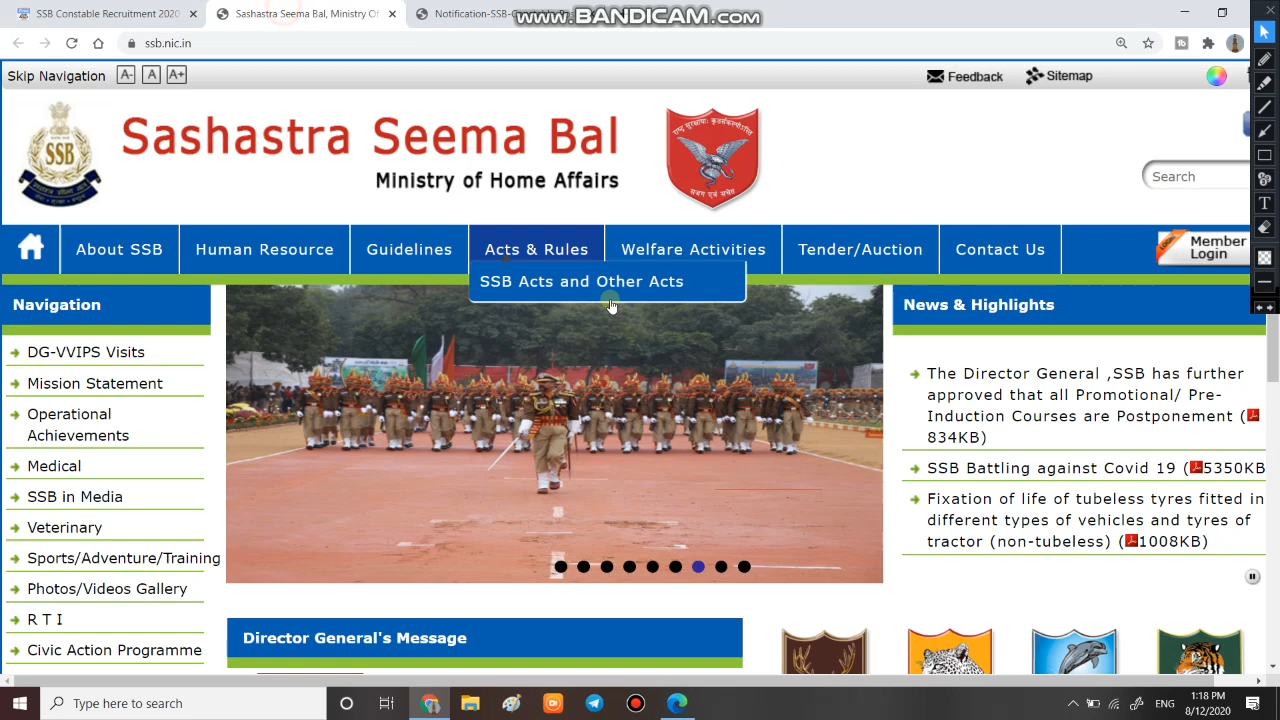 SSB Constable Recruitment 2020
Sashastra Seema Bal, Ministry Of
www.BANDICAM.com
ssb.nic.in
Skip Navigation A- A A+
Feedback
Sitemap
SSB
Sashastra Seema Bal
Ministry of Home Affairs
Search
About SSB
Human Resource
Guidelines
Acts & Rules
Welfare Activities
Tender/Auction
Contact Us
LOGIN
Member
Login
SSB Acts and Other Acts
Navigation
DG-VVIPS Visits
Mission Statement
Operational
Achievements
Medical
SSB in Media
Veterinary
Sports/Adventure/Training
Photos/Videos Gallery
R T I
Civic Action Programme
News & Highlights
The Director General ,SSB has further
approved that all Promotional/ Pre-
Induction Courses are Postponement (
834KB)
SSB Battling against Covid 19 ( 5350KB
Fixation of life of tubeless tyres fitted in
different types of vehicles and tyres of
tractor (non-tubeless) ( 1008KB)
Director General's Message
Type here to search
ENG
1:18 PM
8/12/2020